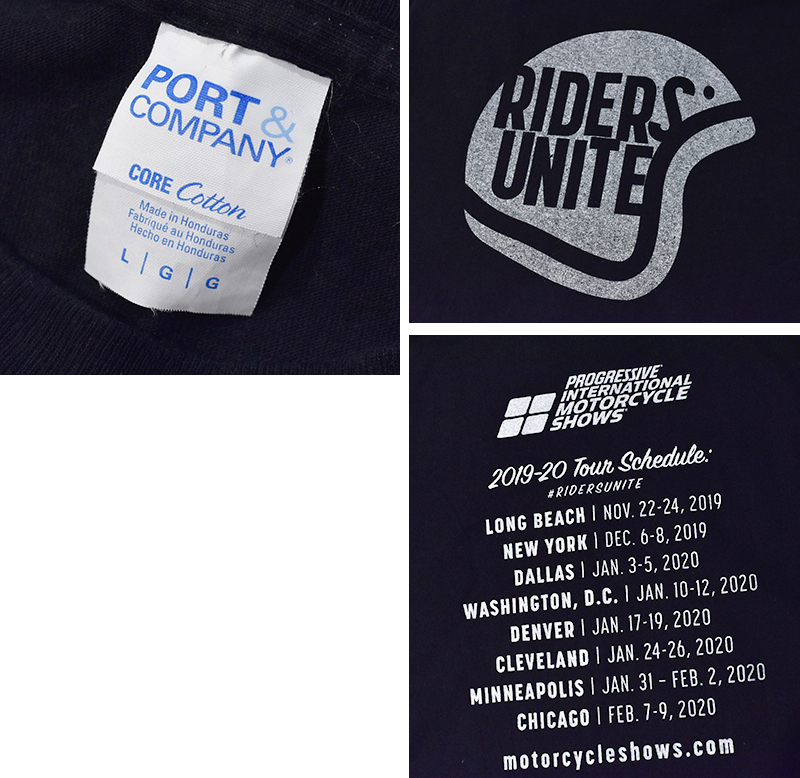 PORT &
COMPANY®
CORE Cotton
Made in Honduras
Fabriqué au Honduras
Hecho en Honduras
L | G | G
RIDERS
UNITE
PROGRESSIVE®
INTERNATIONAL
MOTORCYCLE
SHOWS®
2019-20 Tour Schedule:
#RIDERSUNITE
LONG BEACH | NOV. 22-24, 2019
NEW YORK | DEC. 6-8, 2019
DALLAS | JAN. 3-5, 2020
WASHINGTON, D.C. | JAN. 10-12, 2020
DENVER | JAN. 17-19, 2020
CLEVELAND | JAN. 24-26, 2020
MINNEAPOLIS | JAN. 31 – FEB. 2, 2020
CHICAGO | FEB. 7-9, 2020
motorcycleshows.com